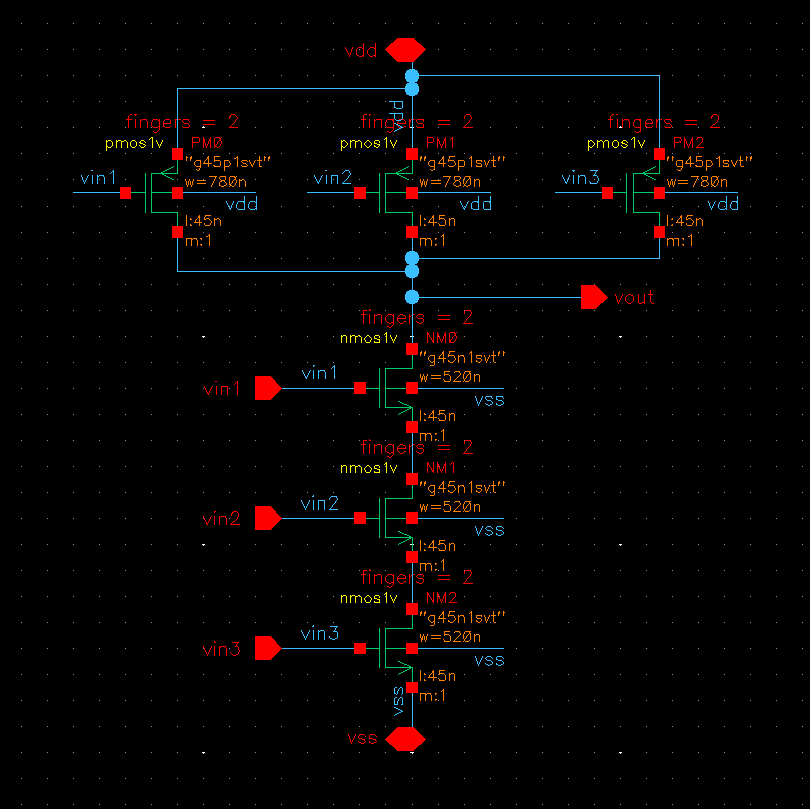 vdd
vdd
fingers = 2
pmos1v PM0
"g45p1svt"
vin1 w=780n
vdd
l:45n
m:1
fingers = 2
pmos1v PM1
"g45p1svt"
vin2 w=780n
vdd
l:45n
m:1
fingers = 2
pmos1v PM2
"g45p1svt"
vin3 w=780n
vdd
l:45n
m:1
vout
fingers = 2
nmos1v NM0
"g45n1svt"
w=520n
vin1 vin1
vss
l:45n
m:1
fingers = 2
nmos1v NM1
"g45n1svt"
w=520n
vin2 vin2
vss
l:45n
m:1
fingers = 2
nmos1v NM2
"g45n1svt"
w=520n
vin3 vin3
vss
l:45n
m:1
vss
vss